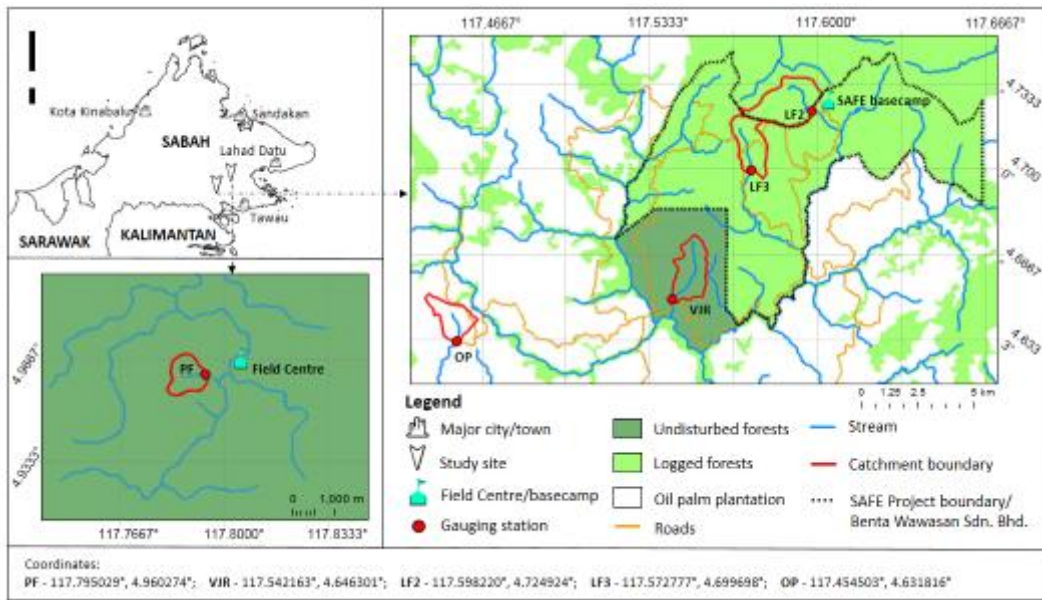 Kota Kinabalu
Sandakan
SABAH
Lahad Datu
Tawau
SARAWAK
KALIMANTAN
117.4667° 117.5333° 117.6000° 117.6667°
4.7333
4.700
0°
4.6667
4.633
3°
LF2
SAFE basecamp
LF3
VJR
OP
0 1.25 2.5 5 km
PF
Field Centre
4.9667
4.9333
0 1,000 m
117.7667° 117.8000° 117.8333°
Legend
Major city/town
Study site
Field Centre/basecamp
Gauging station
Undisturbed forests
Logged forests
Oil palm plantation
Roads
Stream
Catchment boundary
SAFE Project boundary/
Benta Wawasan Sdn. Bhd.
Coordinates:
PF - 117.795029°, 4.960274°; VJR - 117.542163°, 4.646301°; LF2 - 117.598220°, 4.724924°; LF3 - 117.572777°, 4.699698°; OP - 117.454503°, 4.631816°